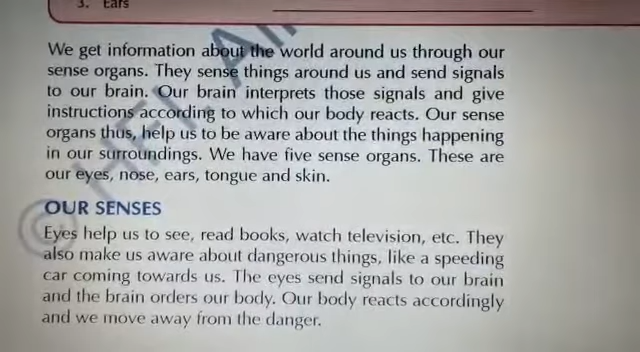 3. Ears
We get information about the world around us through our
sense organs. They sense things around us and send signals
to our brain. Our brain interprets those signals and give
instructions according to which our body reacts. Our sense
organs thus, help us to be aware about the things happening
in our surroundings. We have five sense organs. These are
our eyes, nose, ears, tongue and skin.
OUR SENSES
Eyes help us to see, read books, watch television, etc. They
also make us aware about dangerous things, like a speeding
car coming towards us. The eyes send signals to our brain
and the brain orders our body. Our body reacts accordingly
and we move away from the danger.